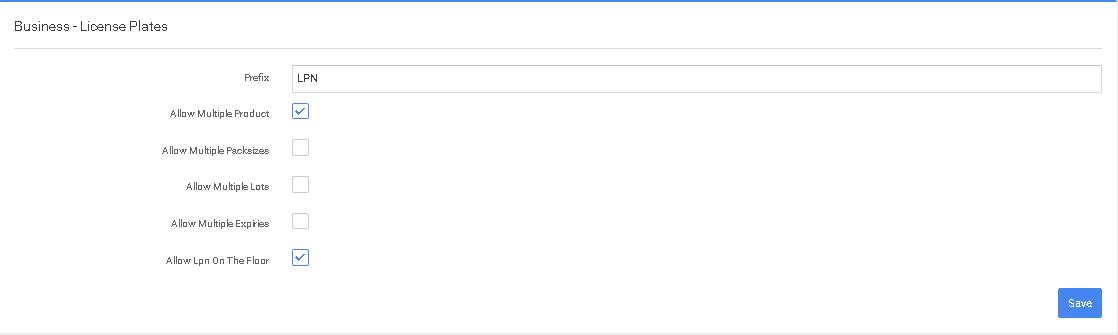 Business - License Plates
Prefix
LPN
Allow Multiple Product
Allow Multiple Packsizes
Allow Multiple Lots
Allow Multiple Expiries
Allow Lpn On The Floor
Save